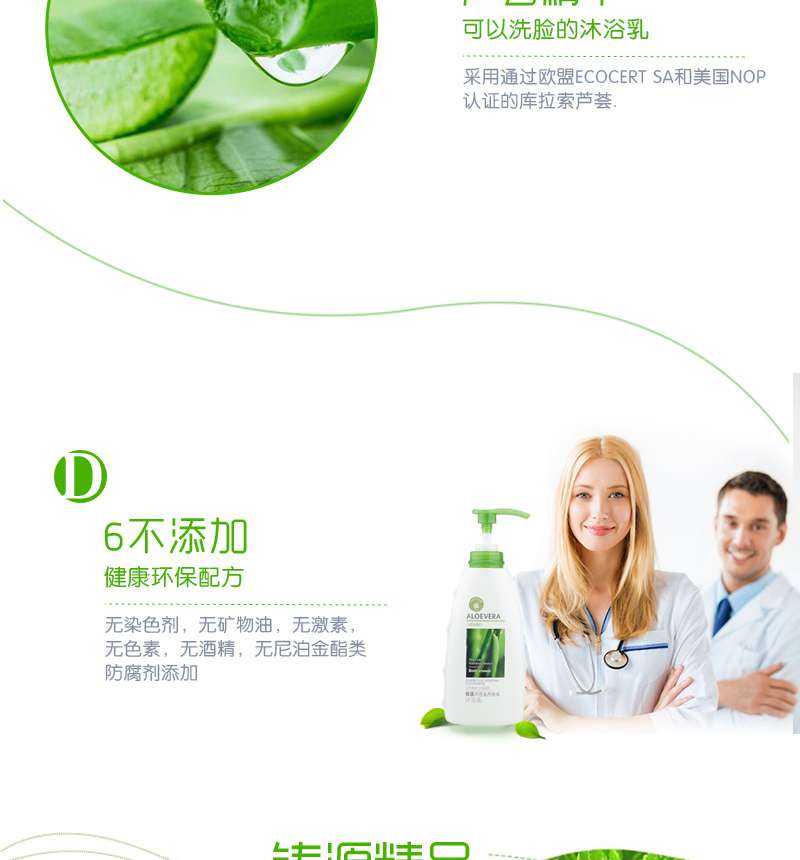 可以洗脸的沐浴乳
采用通过欧盟ECOCERT SA和美国NOP
认证的库拉索芦荟.
D
6不添加
健康环保配方
无染色剂，无矿物油，无激素，
无色素，无酒精，无尼泊金酯类
防腐剂添加
ALOEVERA